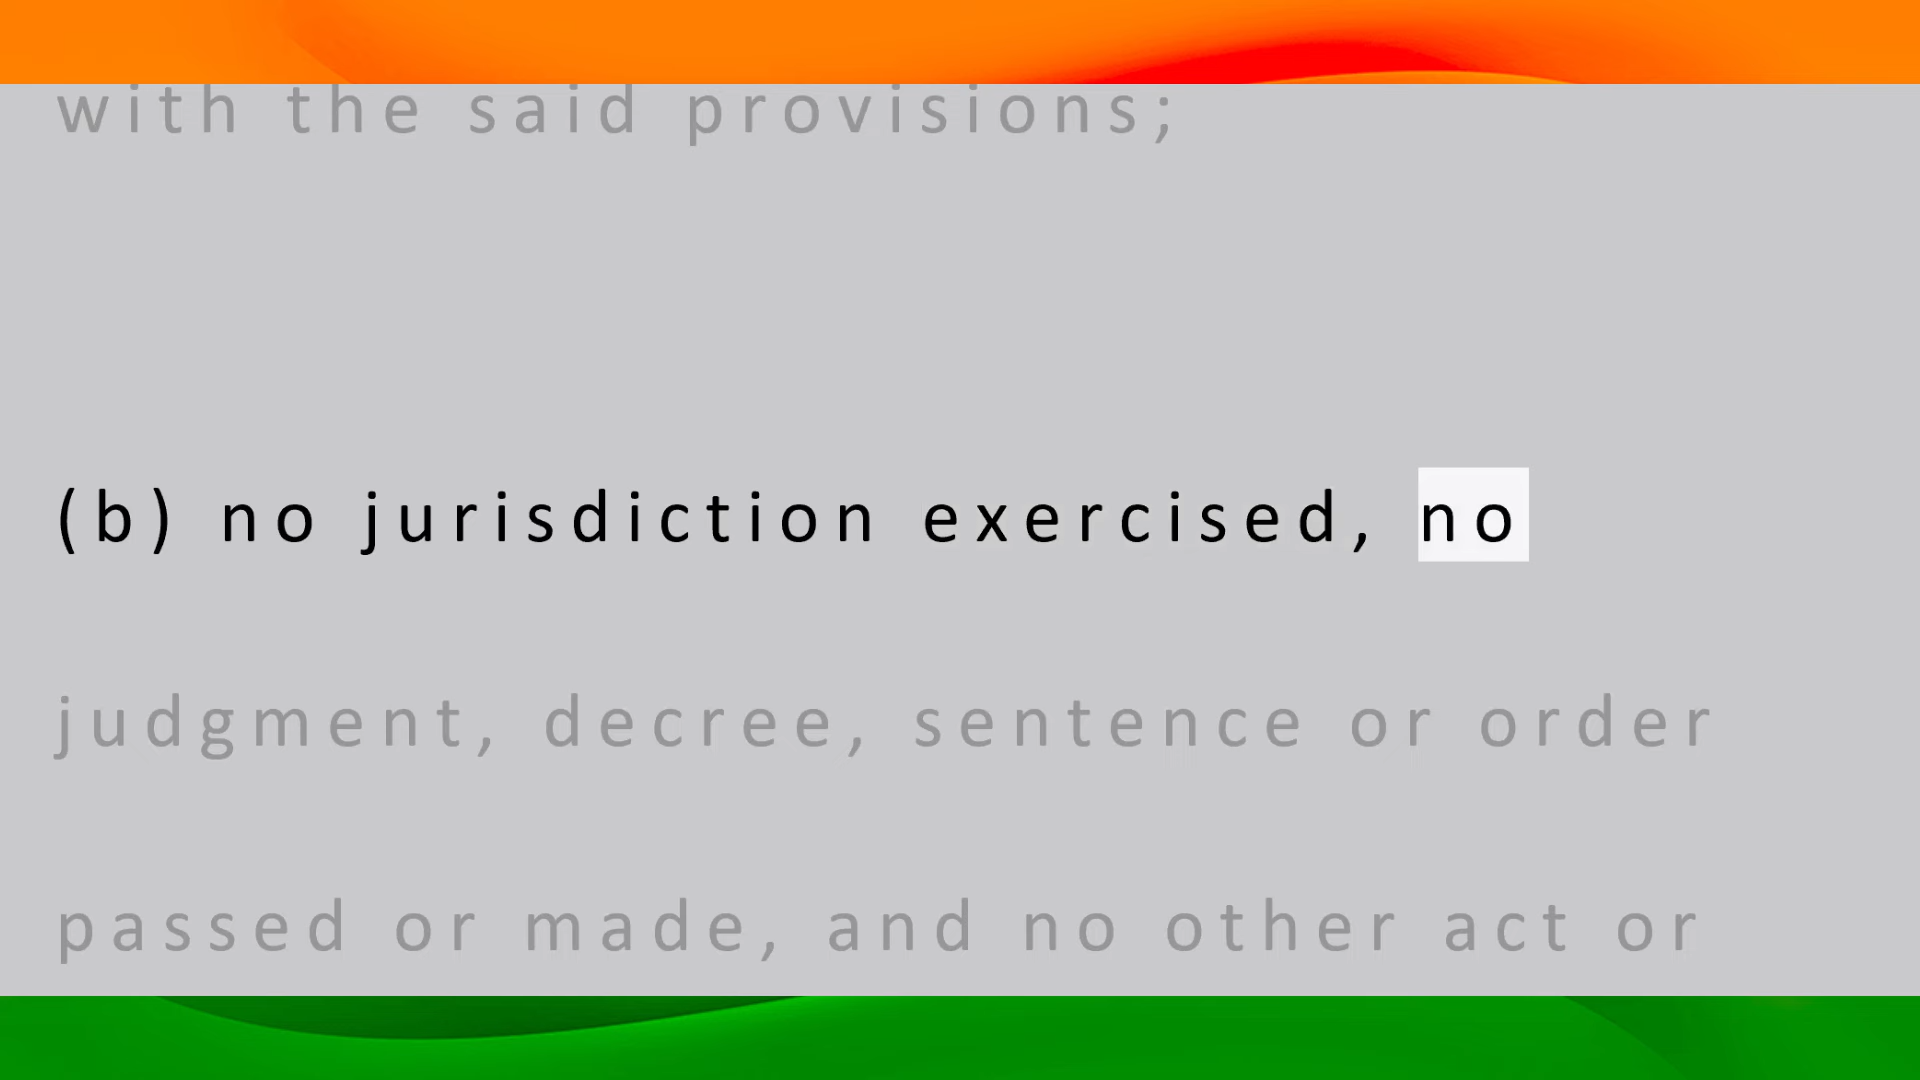 with the said provisions;
(b) no jurisdiction exercised, no
judgment, decree, sentence or order
passed or made, and no other act or